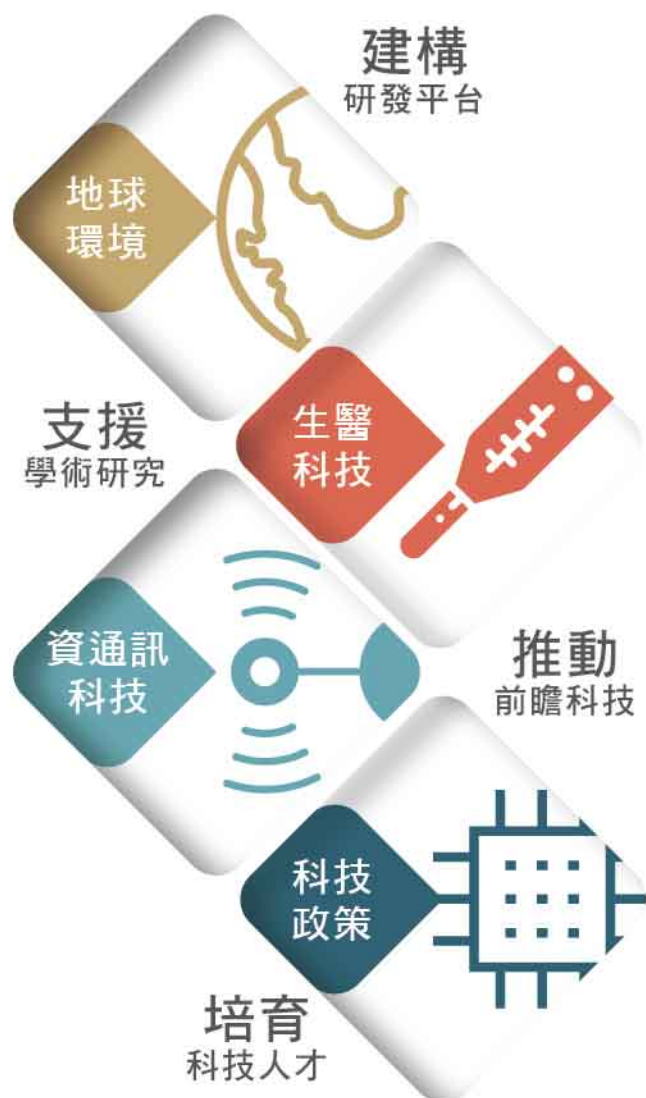 建構
研發平台
地球
環境
支援
學術研究
生醫
科技
資通訊
科技
推動
前瞻科技
科技
政策
培育
科技人才